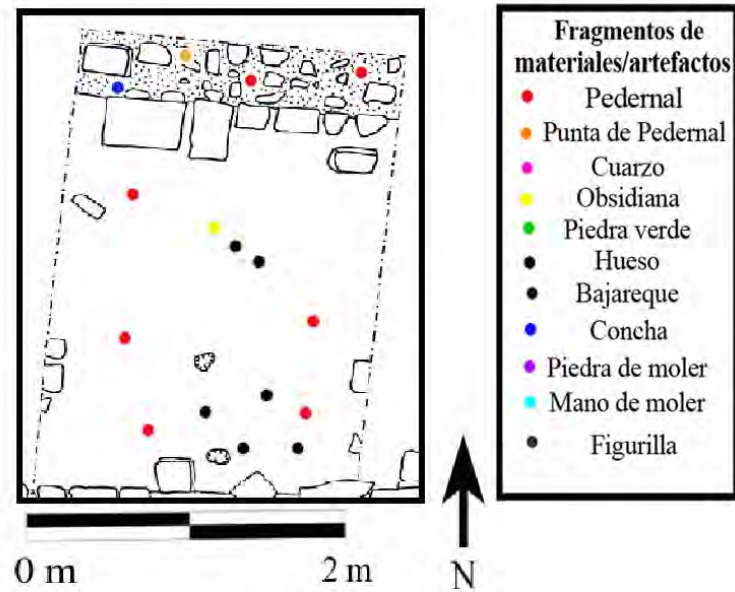 Fragmentos de
materiales/artefactos
Pedernal
Punta de Pedernal
Cuarzo
Obsidiana
Piedra verde
Hueso
Bajareque
Concha
Piedra de moler
Mano de moler
Figurilla
0 m 2 m
N